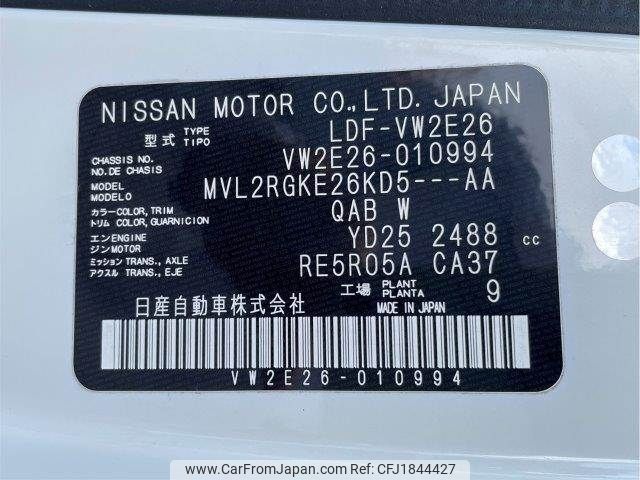 NISSAN MOTOR CO.,LTD. JAPAN
型式 TYPE TIPO LDF-VW2E26
CHASSIS NO. NO.DE CHASIS VW2E26-010994
MODEL MODELO MVL2RGKE26KD5---AA
カラー COLOR, TRIM トリム COLOR, GUARNICION QAB W
エンジン ENGINE MOTOR YD25 2488 cc
ミッション TRANS., AXLE アクスル TRANS., EJE RE5R05A CA37
工場 PLANT PLANTA 9
日産自動車株式会社 MADE IN JAPAN
VW2E26-010994
www.CarFromJapan.com | Photo ID: CFJ1844427